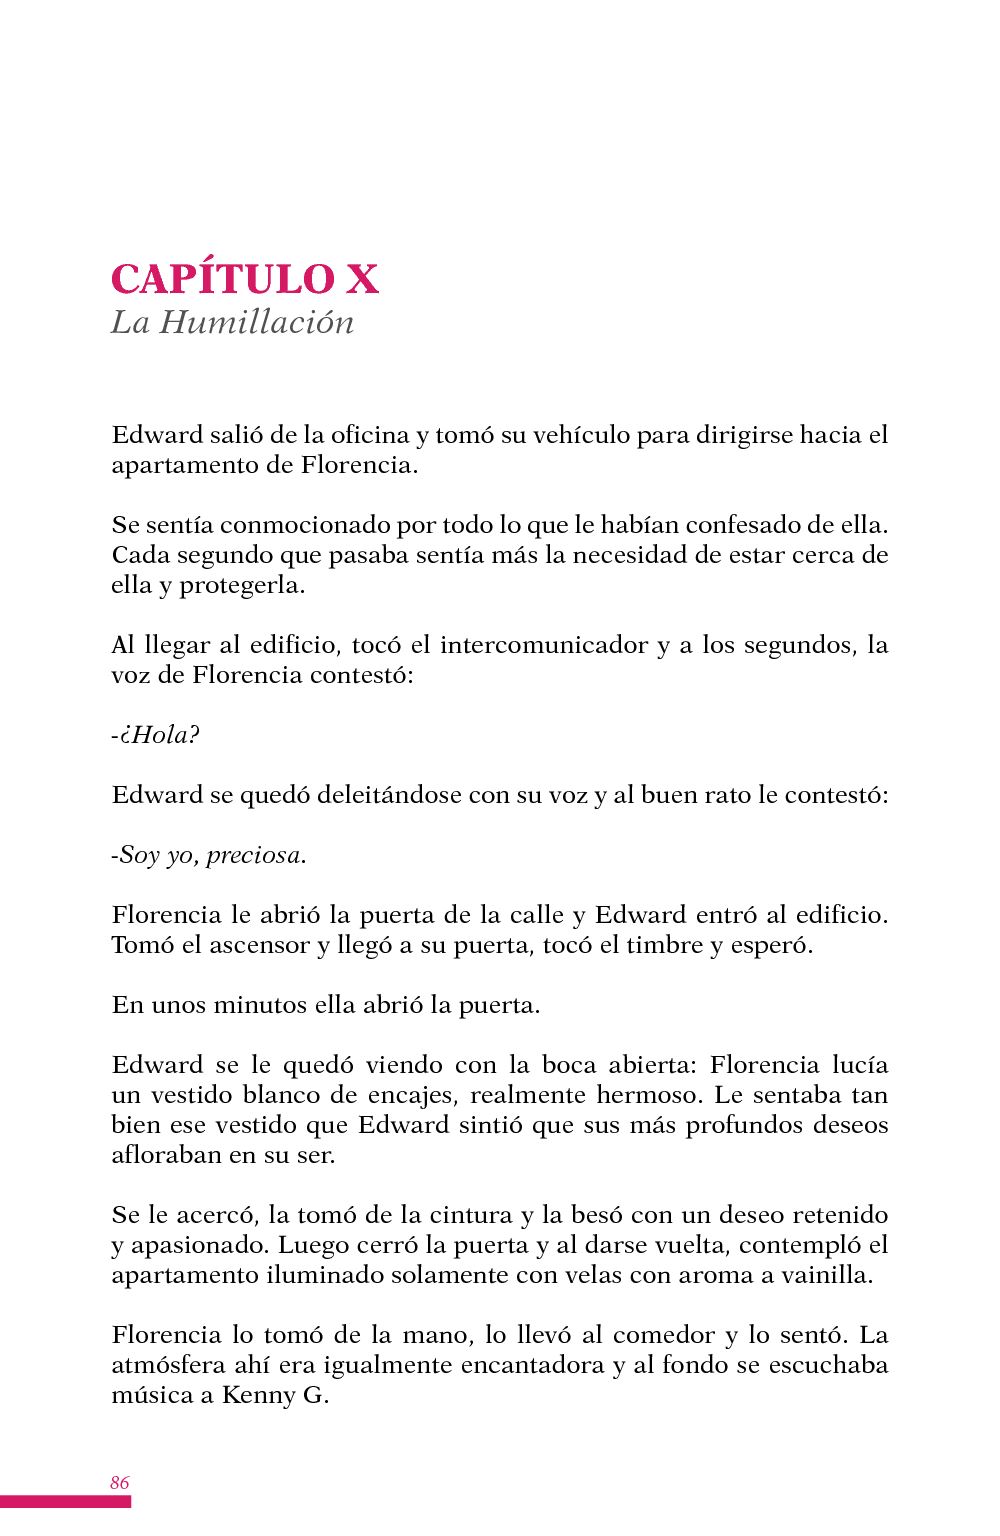 CAPÍTULO X
La Humillación
Edward salió de la oficina y tomó su vehículo para dirigirse hacia el
apartamento de Florencia.
Se sentía conmocionado por todo lo que le habían confesado de ella.
Cada segundo que pasaba sentía más la necesidad de estar cerca de
ella y protegerla.
Al llegar al edificio, tocó el intercomunicador y a los segundos, la
voz de Florencia contestó:
-¿Hola?
Edward se quedó deleitándose con su voz y al buen rato le contestó:
-Soy yo, preciosa.
Florencia le abrió la puerta de la calle y Edward entró al edificio.
Tomó el ascensor y llegó a su puerta, tocó el timbre y esperó.
En unos minutos ella abrió la puerta.
Edward se le quedó viendo con la boca abierta: Florencia lucía
un vestido blanco de encajes, realmente hermoso. Le sentaba tan
bien ese vestido que Edward sintió que sus más profundos deseos
afloraban en su ser.
Se le acercó, la tomó de la cintura y la besó con un deseo retenido
y apasionado. Luego cerró la puerta y al darse vuelta, contempló el
apartamento iluminado solamente con velas con aroma a vainilla.
Florencia lo tomó de la mano, lo llevó al comedor y lo sentó. La
atmósfera ahí era igualmente encantadora y al fondo se escuchaba
música a Kenny G.
86